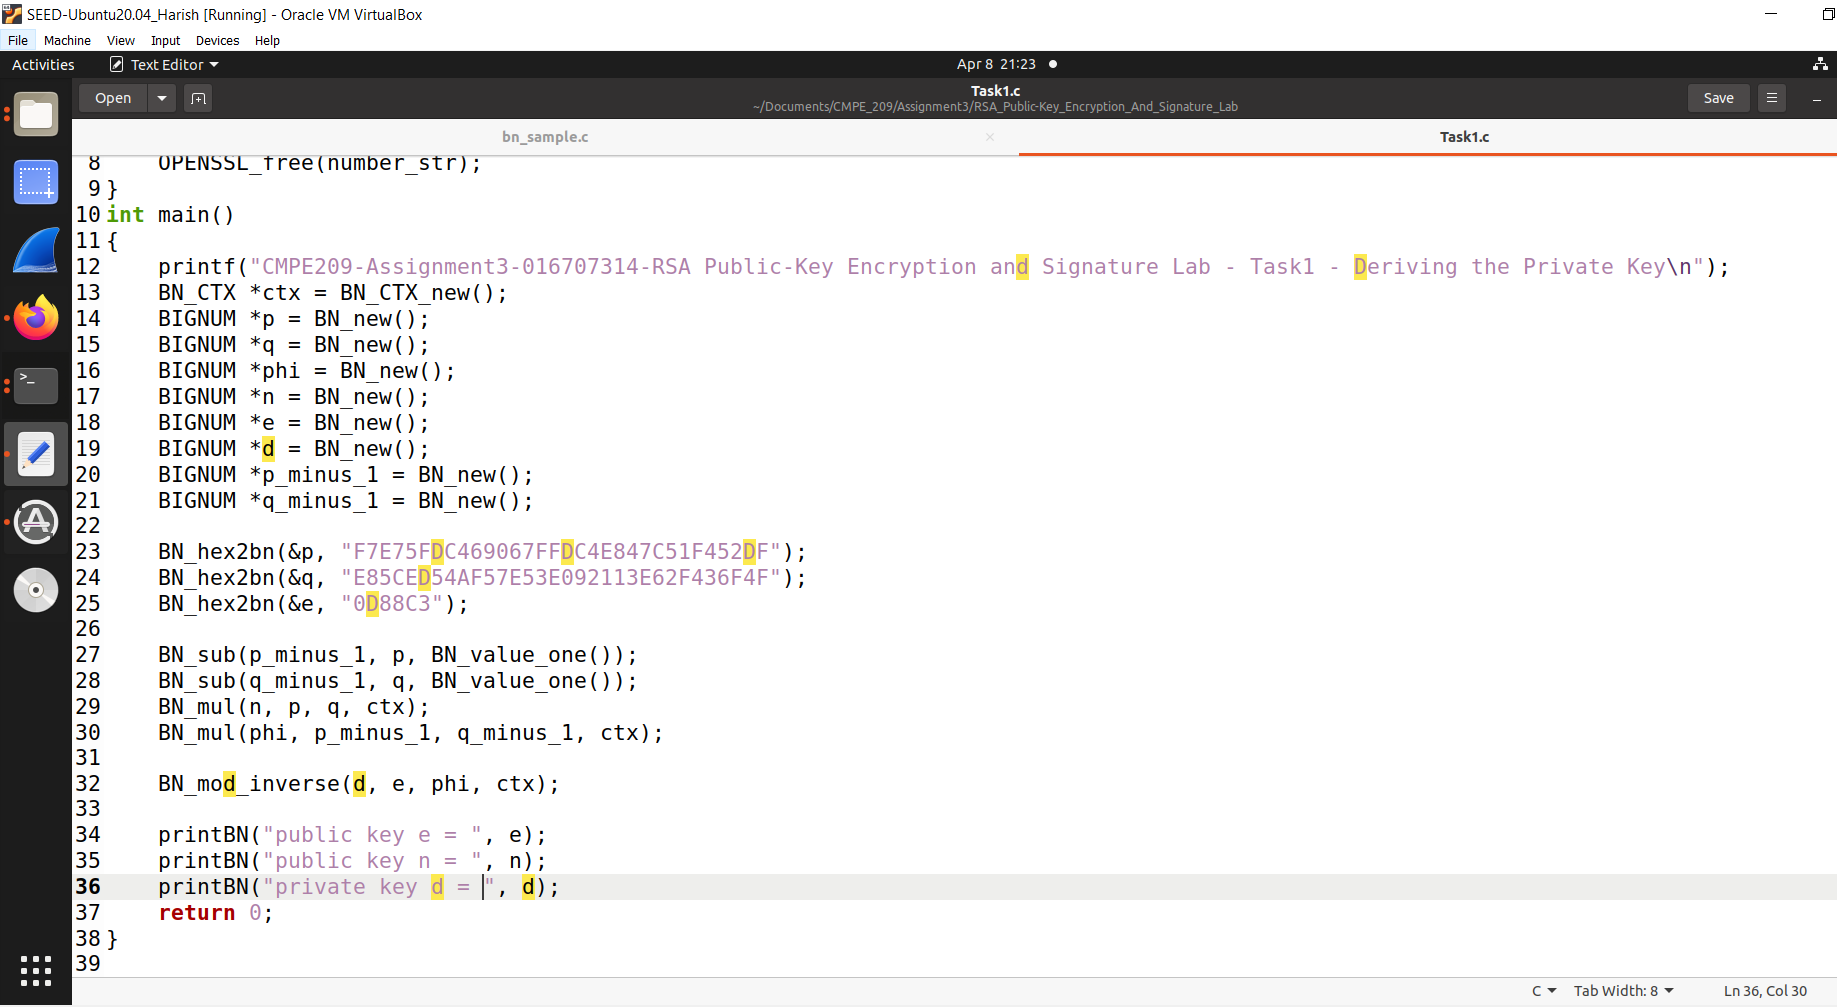 SEED-Ubuntu20.04_Harish [Running] - Oracle VM VirtualBox
File Machine View Input Devices Help
Activities Text Editor Apr 8 21:23
Open Task1.c Save
~/Documents/CMPE_209/Assignment3/RSA_Public-Key_Encryption_And_Signature_Lab
bn_sample.c × Task1.c
8 OPENSSL_free(number_str);
9 }
10 int main()
11 {
12 printf("CMPE209-Assignment3-016707314-RSA Public-Key Encryption and Signature Lab - Task1 - Deriving the Private Key\n");
13 BN_CTX *ctx = BN_CTX_new();
14 BIGNUM *p = BN_new();
15 BIGNUM *q = BN_new();
16 BIGNUM *phi = BN_new();
17 BIGNUM *n = BN_new();
18 BIGNUM *e = BN_new();
19 BIGNUM *d = BN_new();
20 BIGNUM *p_minus_1 = BN_new();
21 BIGNUM *q_minus_1 = BN_new();
22
23 BN_hex2bn(&p, "F7E75FDC469067FFDC4E847C51F452DF");
24 BN_hex2bn(&q, "E85CED54AF57E53E092113E62F436F4F");
25 BN_hex2bn(&e, "0D88C3");
26
27 BN_sub(p_minus_1, p, BN_value_one());
28 BN_sub(q_minus_1, q, BN_value_one());
29 BN_mul(n, p, q, ctx);
30 BN_mul(phi, p_minus_1, q_minus_1, ctx);
31
32 BN_mod_inverse(d, e, phi, ctx);
33
34 printBN("public key e = ", e);
35 printBN("public key n = ", n);
36 printBN("private key d = ", d);
37 return 0;
38 }
39
C Tab Width: 8 Ln 36, Col 30